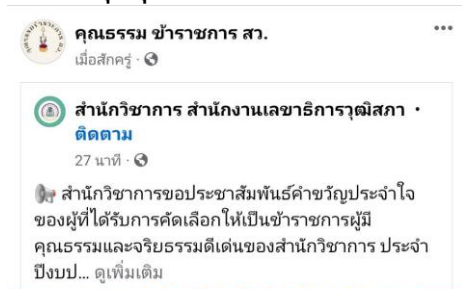 คุณธรรม ข้าราชการ สว.
เมื่อสักครู่ ·
สำนักวิชาการ สำนักงานเลขาธิการวุฒิสภา ·
ติดตาม
27 นาที ·
สำนักวิชาการขอประชาสัมพันธ์คำขวัญประจำใจ
ของผู้ที่ได้รับการคัดเลือกให้เป็นข้าราชการผู้มี
คุณธรรมและจริยธรรมดีเด่นของสำนักวิชาการ ประจำ
ปีงบป... ดูเพิ่มเติม